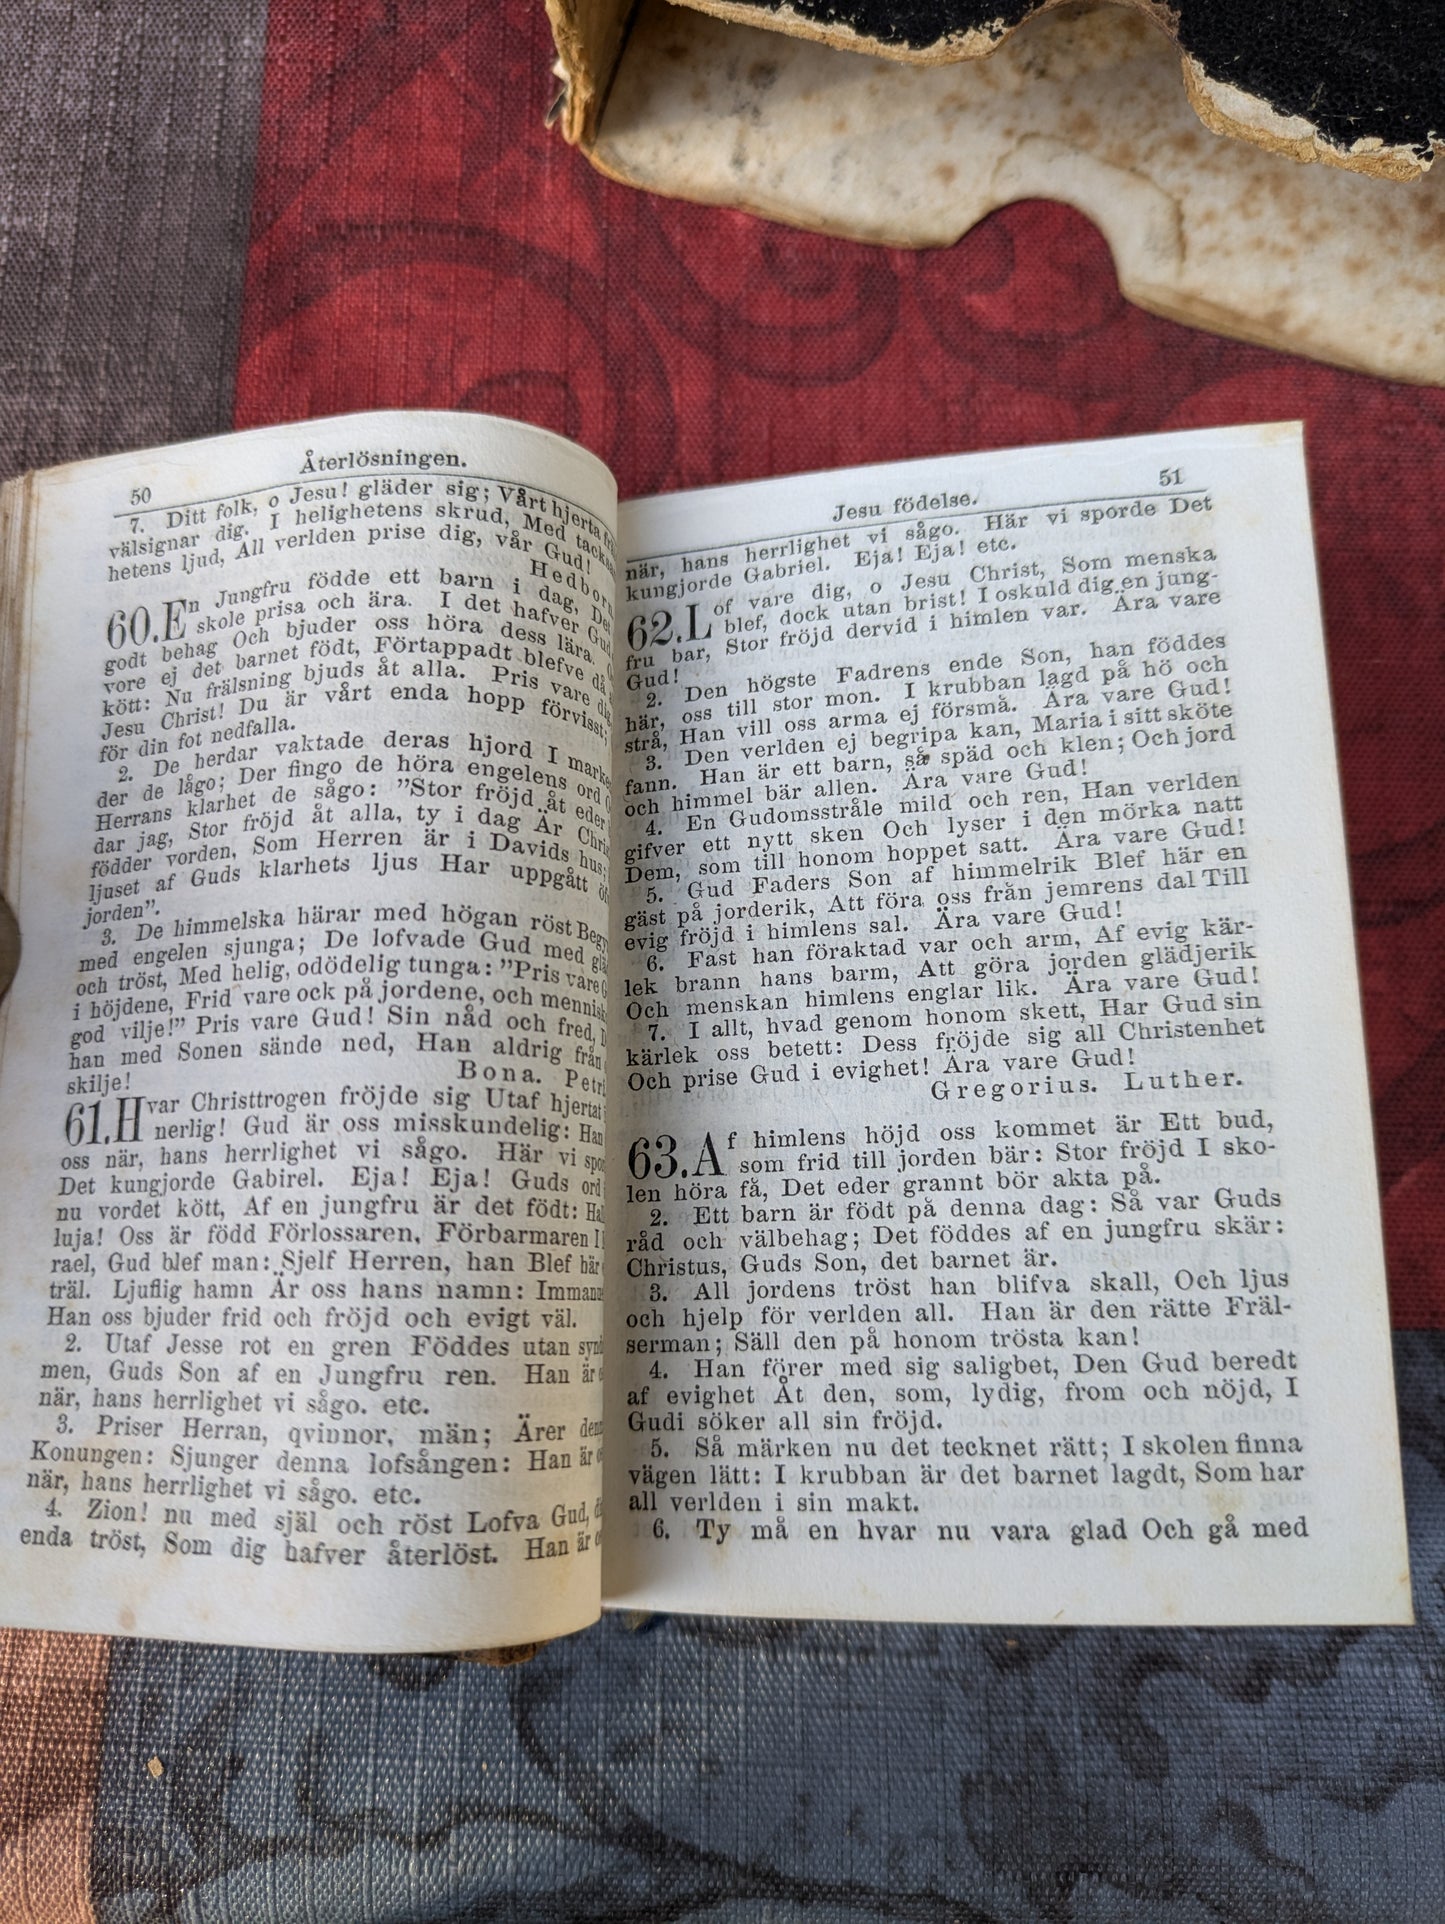 50
Återlösningen.
7. Ditt folk, o Jesu! gläder sig; Vårt hjerta
välsignar dig. I helighetens skrud, Med
hetens ljud, All verlden prise dig, vår Gud!
Hedborn
60. En Jungfru födde ett barn i dag, Det
skole prisa och ära. I det hafver Gud
godt behag Och bjuder oss höra dess lära.
vore ej det barnet födt, Förtappadt blefve då
kött: Nu frälsning bjuds åt alla. Pris vare dig,
Jesu Christ! Du är vårt enda hopp förvisst;
för din fot nedfalla.
2. De herdar vaktade deras hjord I
der de lågo; Der fingo de höra engelens ord
Herrans klarhet de sågo: "Stor fröjd åt eder
dar jag, Stor fröjd åt alla, ty i dag Är
födder vorden, Som Herren är i Davids hus;
ljuset af Guds klarhets ljus Har uppgått
jorden".
3. De himmelska härar med högan röst
med engelen sjunga; De lofvade Gud med
och tröst, Med helig, odödelig tunga: "Pris vare
i höjdene, Frid vare ock på jordene, och
god vilje!" Pris vare Gud! Sin nåd och fred,
han med Sonen sände ned, Han aldrig från
skilje!
Bona. Petri
61. Hvar Christtrogen fröjde sig Utaf hjertat
nerlig! Gud är oss misskundelig: Han
oss när, hans herrlighet vi sågo. Här vi
Det kungjorde Gabirel. Eja! Eja! Guds ord
nu vordet kött, Af en jungfru är det födt:
luja! Oss är född Förlossaren, Förbarmaren
rael, Gud blef man: Sjelf Herren, han Blef här
träl. Ljuflig hamn Är oss hans namn:
Han oss bjuder frid och fröjd och evigt väl.
2. Utaf Jesse rot en gren Föddes utan
men, Guds Son af en Jungfru ren. Han är
när, hans herrlighet vi sågo. etc.
3. Priser Herran, qvinnor, män; Ärer
Konungen: Sjunger denna lofsången: Han är
när, hans herrlighet vi sågo. etc.
4. Zion! nu med själ och röst Lofva Gud,
enda tröst, Som dig hafver återlöst. Han är
Jesu födelse.
51
när, hans herrlighet vi sågo. Här vi sporde Det
kungjorde Gabriel. Eja! Eja! etc.
62. Lof vare dig, o Jesu Christ, Som menska
blef, dock utan brist! I oskuld dig en jung-
fru bar, Stor fröjd dervid i himlen var. Ära vare
Gud!
2. Den högste Fadrens ende Son, han föddes
här, oss till stor mon. I krubban lagd på hö och
strå, Han vill oss arma ej försmå. Ära vare Gud!
3. Den verlden ej begripa kan, Maria i sitt sköte
fann. Han är ett barn, så späd och klen; Och jord
och himmel bär allen. Ära vare Gud!
4. En Gudomsstråle mild och ren, Han verlden
gifver ett nytt sken Och lyser i den mörka natt
Dem, som till honom hoppet satt. Ära vare Gud!
5. Gud Faders Son af himmelrik Blef här en
gäst på jorderik, Att föra oss från jemrens dal Till
evig fröjd i himlens sal. Ära vare Gud!
6. Fast han föraktad var och arm, Af evig kär-
lek brann hans barm, Att göra jorden glädjerik
Och menskan himlens englar lik. Ära vare Gud!
7. I allt, hvad genom honom skett, Har Gud sin
kärlek oss betett: Dess fröjde sig all Christenhet
Och prise Gud i evighet! Ära vare Gud!
Gregorius. Luther.
63. Af himlens höjd oss kommet är Ett bud,
som frid till jorden bär: Stor fröjd I sko-
len höra få, Det eder grannt bör akta på.
2. Ett barn är födt på denna dag: Så var Guds
råd och välbehag; Det föddes af en jungfru skär:
Christus, Guds Son, det barnet är.
3. All jordens tröst han blifva skall, Och ljus
och hjelp för verlden all. Han är den rätte Fräl-
serman; Säll den på honom trösta kan!
4. Han förer med sig saligbet, Den Gud beredt
af evighet Åt den, som, lydig, from och nöjd, I
Gudi söker all sin fröjd.
5. Så märken nu det tecknet rätt; I skolen finna
vägen lätt: I krubban är det barnet lagdt, Som har
all verlden i sin makt.
6. Ty må en hvar nu vara glad Och gå med